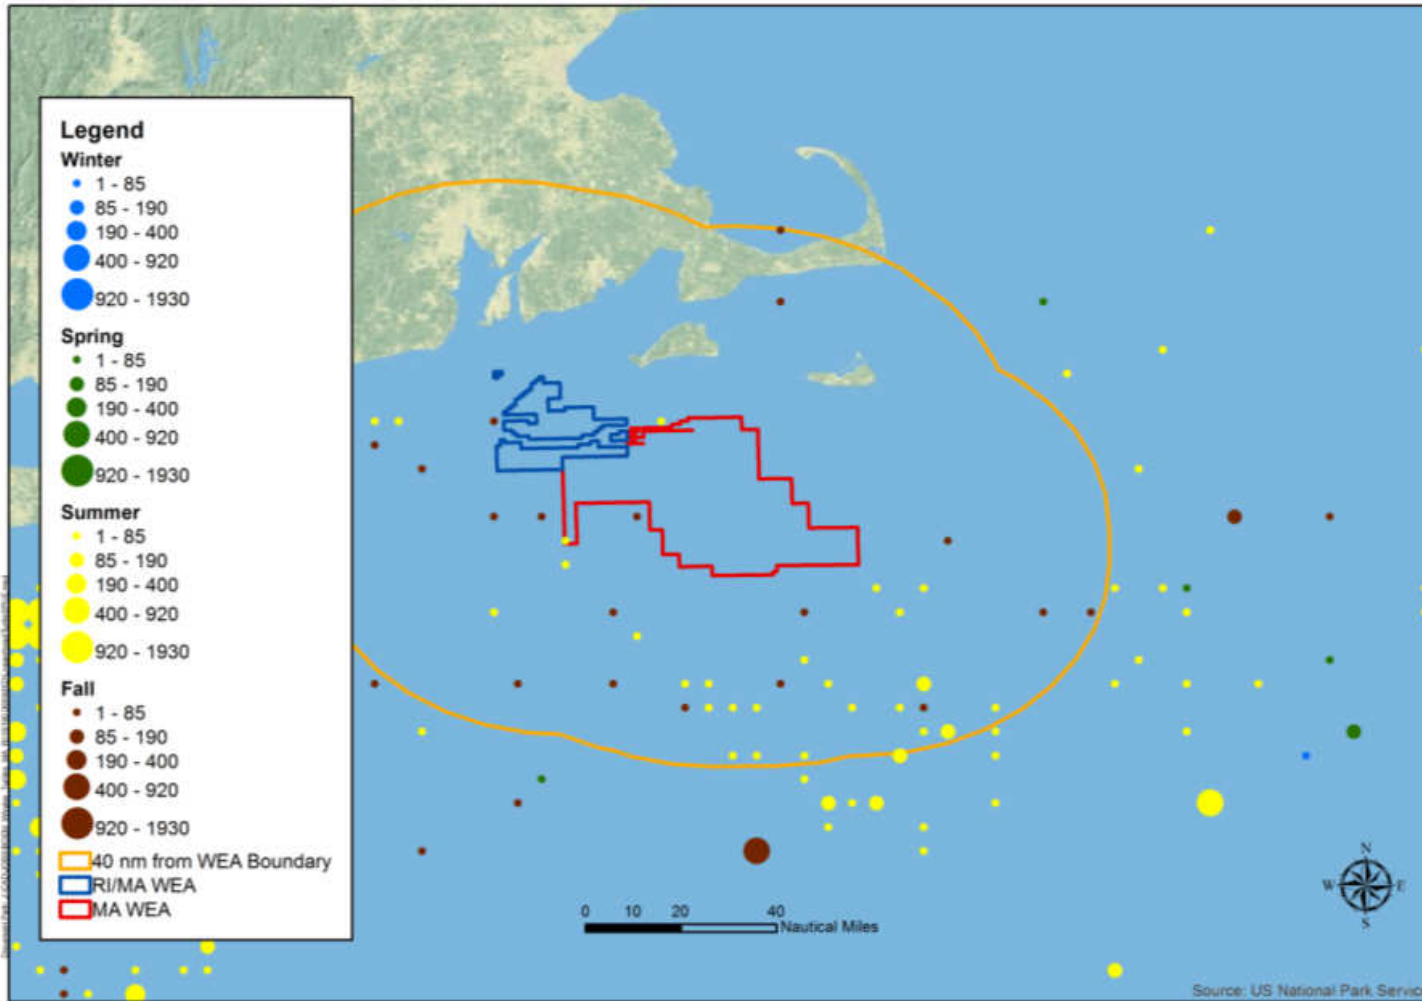 Legend
Winter
1 - 85
85 - 190
190 - 400
400 - 920
920 - 1930
Spring
1 - 85
85 - 190
190 - 400
400 - 920
920 - 1930
Summer
1 - 85
85 - 190
190 - 400
400 - 920
920 - 1930
Fall
1 - 85
85 - 190
190 - 400
400 - 920
920 - 1930
40 nm from WEA Boundary
RI/MA WEA
MA WEA
0 10 20 40
Nautical Miles
N
W E
S
Source: US National Park Servic